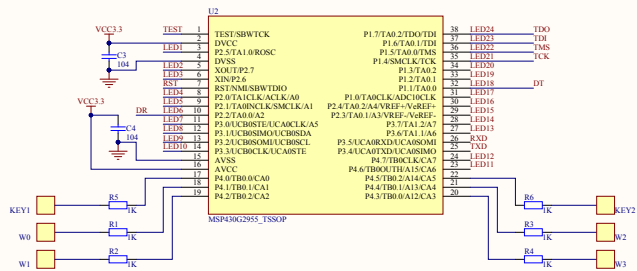 U2
VCC3.3
C3
104
TEST 1 TEST/SBWTCK
2 DVCC
LED1 3 P2.5/TA1.0/ROSC
4 DVSS
LED2 5 XOUT/P2.7
LED3 6 XIN/P2.6
RST 7 RST/NMI/SBWTDIO
LED4 8 P2.0/TA1CLK/ACLK/A0
LED5 9 P2.1/TA0INCLK/SMCLK/A1
DR LED6 10 P2.2/TA0.0/A2
LED7 11 P3.0/UCB0STE/UCA0CLK/A5
LED8 12 P3.1/UCB0SIMO/UCB0SDA
LED9 13 P3.2/UCB0SOMI/UCB0SCL
LED10 14 P3.3/UCB0CLK/UCA0STE
15 AVSS
16 AVCC
17 P4.0/TB0.0/CA0
18 P4.1/TB0.1/CA1
19 P4.2/TB0.2/CA2
VCC3.3
C4
104
P1.7/TA0.2/TDO/TDI 38 LED24 TDO
P1.6/TA0.1/TDI 37 LED23 TDI
P1.5/TA0.0/TMS 36 LED22 TMS
P1.4/SMCLK/TCK 35 LED21 TCK
P1.3/TA0.2 34 LED20
P1.2/TA0.1 33 LED19
P1.1/TA0.0 32 LED18 DT
P1.0/TA0CLK/ADC10CLK 31 LED17
P2.4/TA0.2/A4/VREF+/VeREF+ 30 LED16
P2.3/TA0.1/A3/VREF-/VeREF- 29 LED15
P3.7/TA1.2/A7 28 LED14
P3.6/TA1.1/A6 27 LED13
P3.5/UCA0RXD/UCA0SOMI 26 RXD
P3.4/UCA0TXD/UCA0SIMO 25 TXD
P4.7/TB0CLK/CA7 24 LED12
P4.6/TB0OUTH/A15/CA6 23 LED11
P4.5/TB0.2/A14/CA5 22
P4.4/TB0.1/A13/CA4 21
P4.3/TB0.0/A12/CA3 20
MSP430G2955_TSSOP
KEY1 R5 1K
W0 R1 1K
W1 R2 1K
R6 1K KEY2
R3 1K W2
R4 1K W3